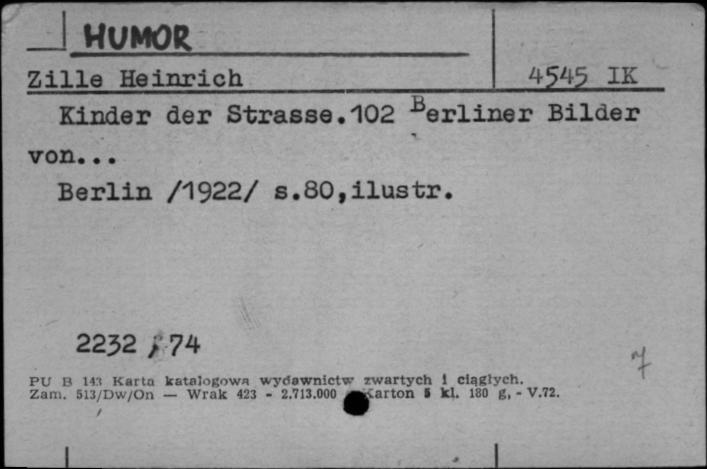 HUMOR
Zille Heinrich 4545 IK
Kinder der Strasse.102 Berliner Bilder
von...
Berlin /1922/ s.80,ilustr.
2232 / 74
PU B 143 Karta katalogowa wydawnictw zwartych i ciągłych.
Zam. 513/Dw/On — Wrak 423 - 2.713.000 Karton 5 kl. 180 g, - V.72.